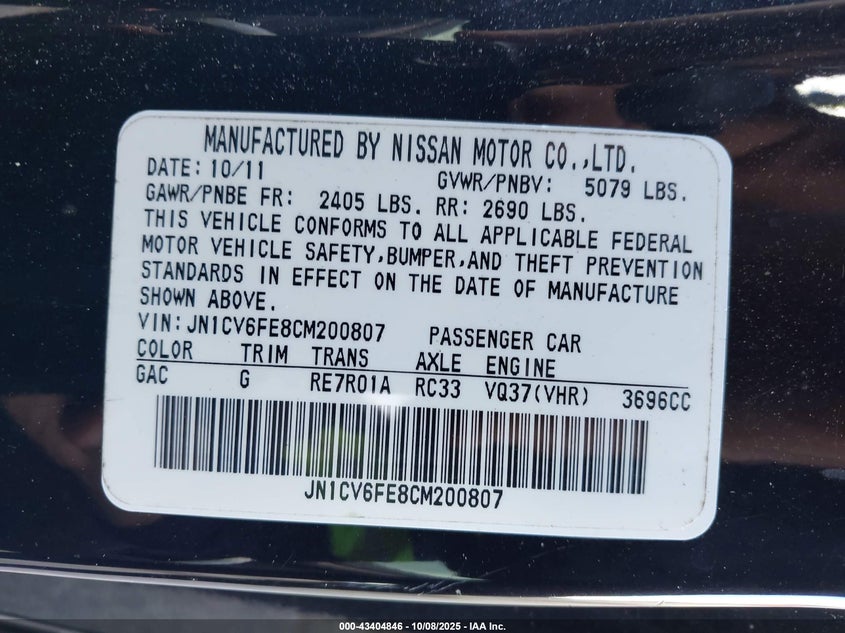 MANUFACTURED BY NISSAN MOTOR CO.,LTD.
DATE: 10/11 GVWR/PNBV: 5079 LBS.
GAWR/PNBE FR: 2405 LBS. RR: 2690 LBS.
THIS VEHICLE CONFORMS TO ALL APPLICABLE FEDERAL
MOTOR VEHICLE SAFETY,BUMPER,AND THEFT PREVENTION
STANDARDS IN EFFECT ON THE DATE OF MANUFACTURE
SHOWN ABOVE.
VIN:JN1CV6FE8CM200807 PASSENGER CAR
COLOR TRIM TRANS AXLE ENGINE
GAC G RE7R01A RC33 VQ37(VHR) 3696CC
JN1CV6FE8CM200807
000-43404846 - 10/08/2025 - IAA Inc.